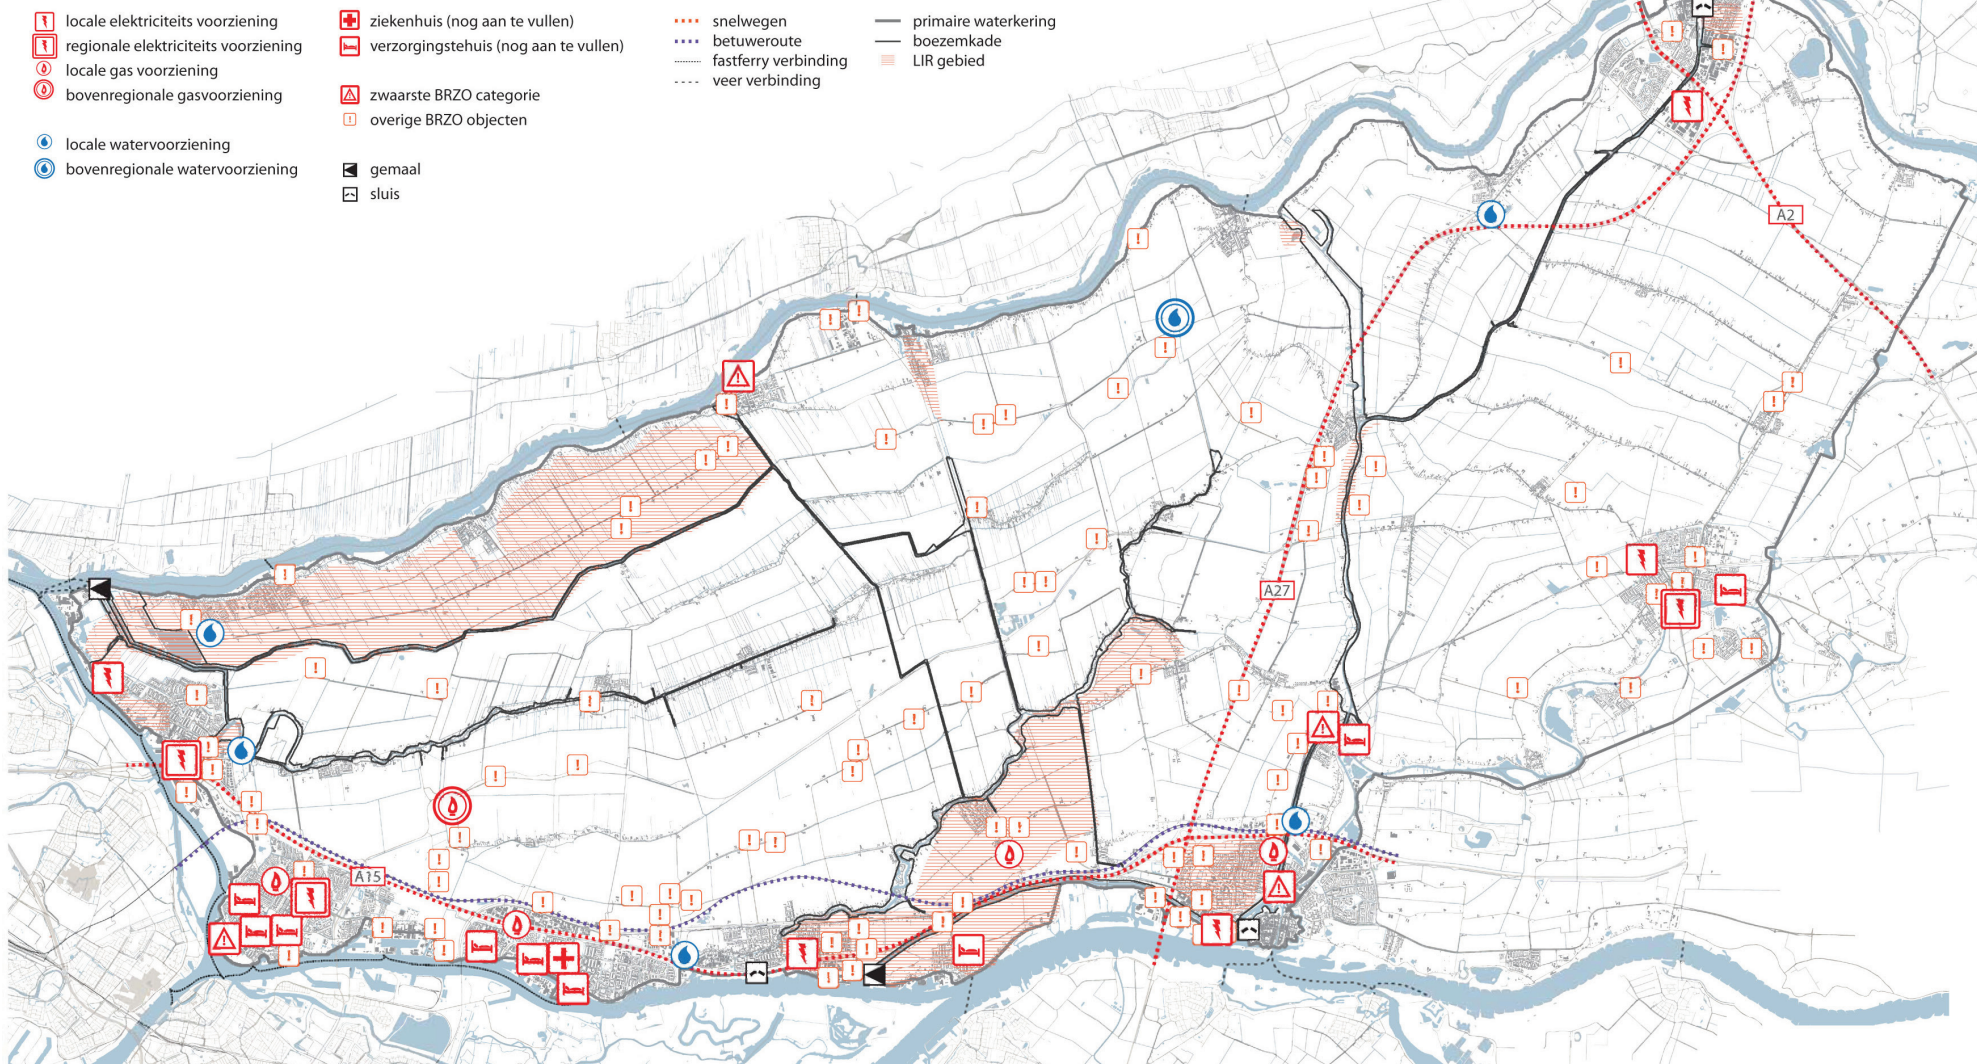 locale elektriciteits voorziening
regionale elektriciteits voorziening
locale gas voorziening
bovenregionale gasvoorziening
locale watervoorziening
bovenregionale watervoorziening
ziekenhuis (nog aan te vullen)
verzorgingstehuis (nog aan te vullen)
zwaarste BRZO categorie
overige BRZO objecten
gemaal
sluis
snelwegen
betuweroute
fastferry verbinding
veer verbinding
primaire waterkering
boezemkade
LIR gebied
A2
A27
A15